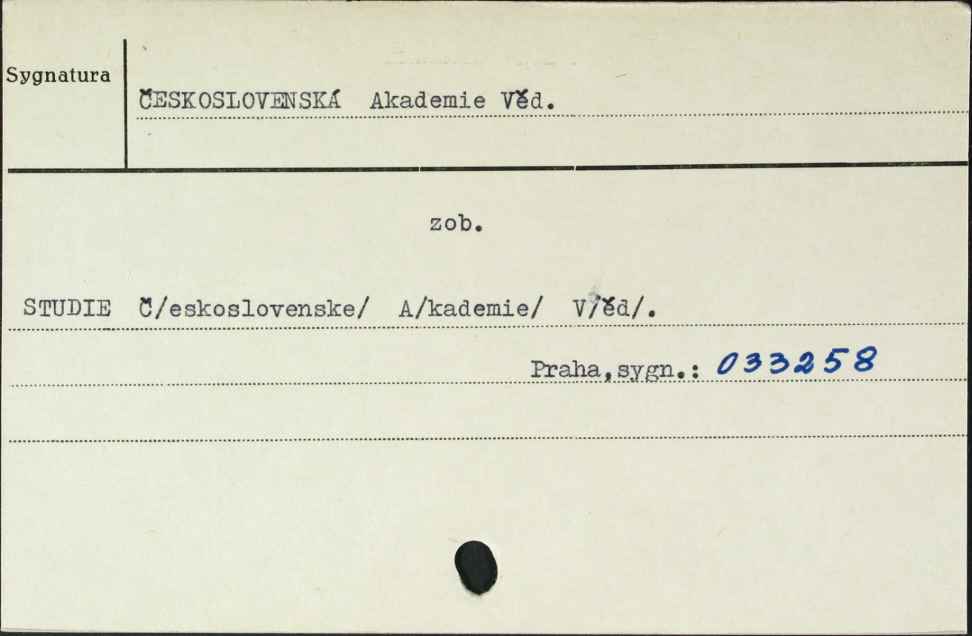 Sygnatura
ČESKOSLOVENSKÁ Akademie Věd.
zob.
STUDIE Č/eskoslovenske/ A/kademie/ V/ěd/.
Praha,sygn.: 033258